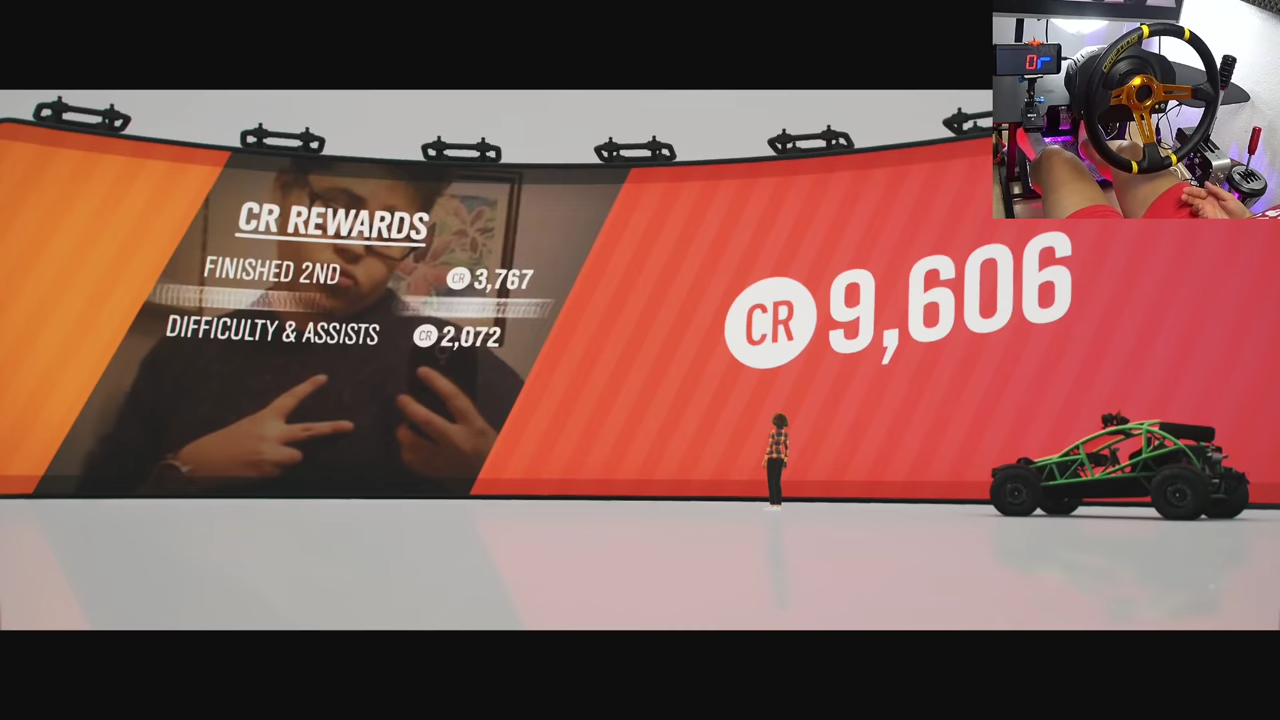 CR REWARDS
FINISHED 2ND CR 3,767
DIFFICULTY & ASSISTS CR 2,072
CR 9,606